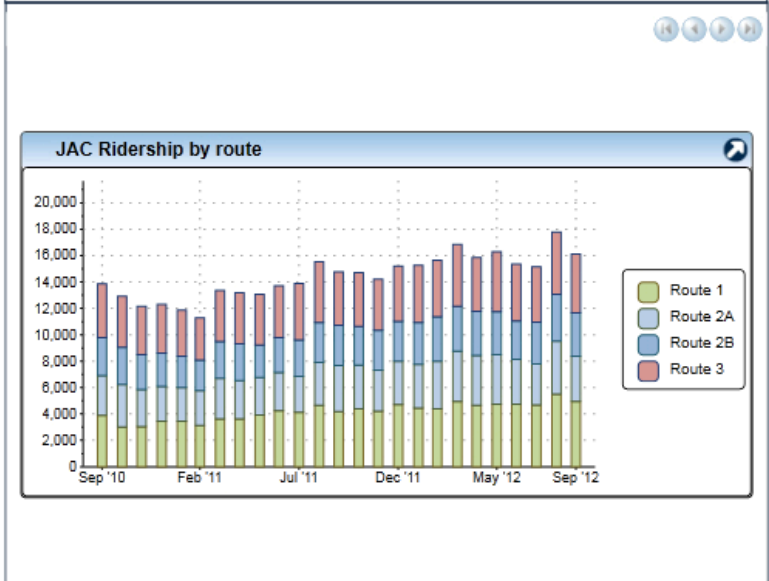 JAC Ridership by route
20,000
18,000
16,000
14,000
12,000
10,000
8,000
6,000
4,000
2,000
0
Sep '10 Feb '11 Jul '11 Dec '11 May '12 Sep '12
Route 1
Route 2A
Route 2B
Route 3